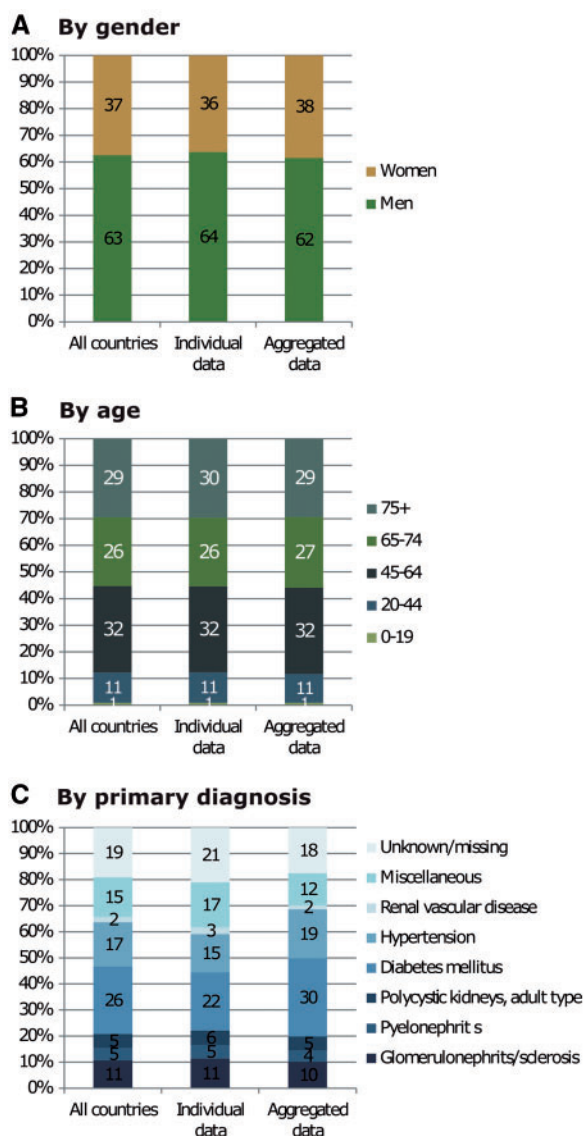 A By gender
100%
90%
80%
70%
60%
50%
40%
30%
20%
10%
0%
37 36 38
63 64 62
Women
Men
All countries Individual data Aggregated data
B By age
100%
90%
80%
70%
60%
50%
40%
30%
20%
10%
0%
29 30 29
26 26 27
32 32 32
11 11 11
1 1 1
75+
65-74
45-64
20-44
0-19
All countries Individual data Aggregated data
C By primary diagnosis
100%
90%
80%
70%
60%
50%
40%
30%
20%
10%
0%
19 21 18
15 17 12
2 3 2
17 15 19
26 22 30
5 6 5
5 5 4
11 11 10
Unknown/missing
Miscellaneous
Renal vascular disease
Hypertension
Diabetes mellitus
Polycystic kidneys, adult type
Pyelonephrit s
Glomerulonephrits/sclerosis
All countries Individual data Aggregated data